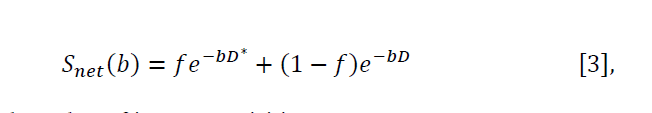 S_net(b) = fe^{-bD*} + (1 − f)e^{-bD} [3],